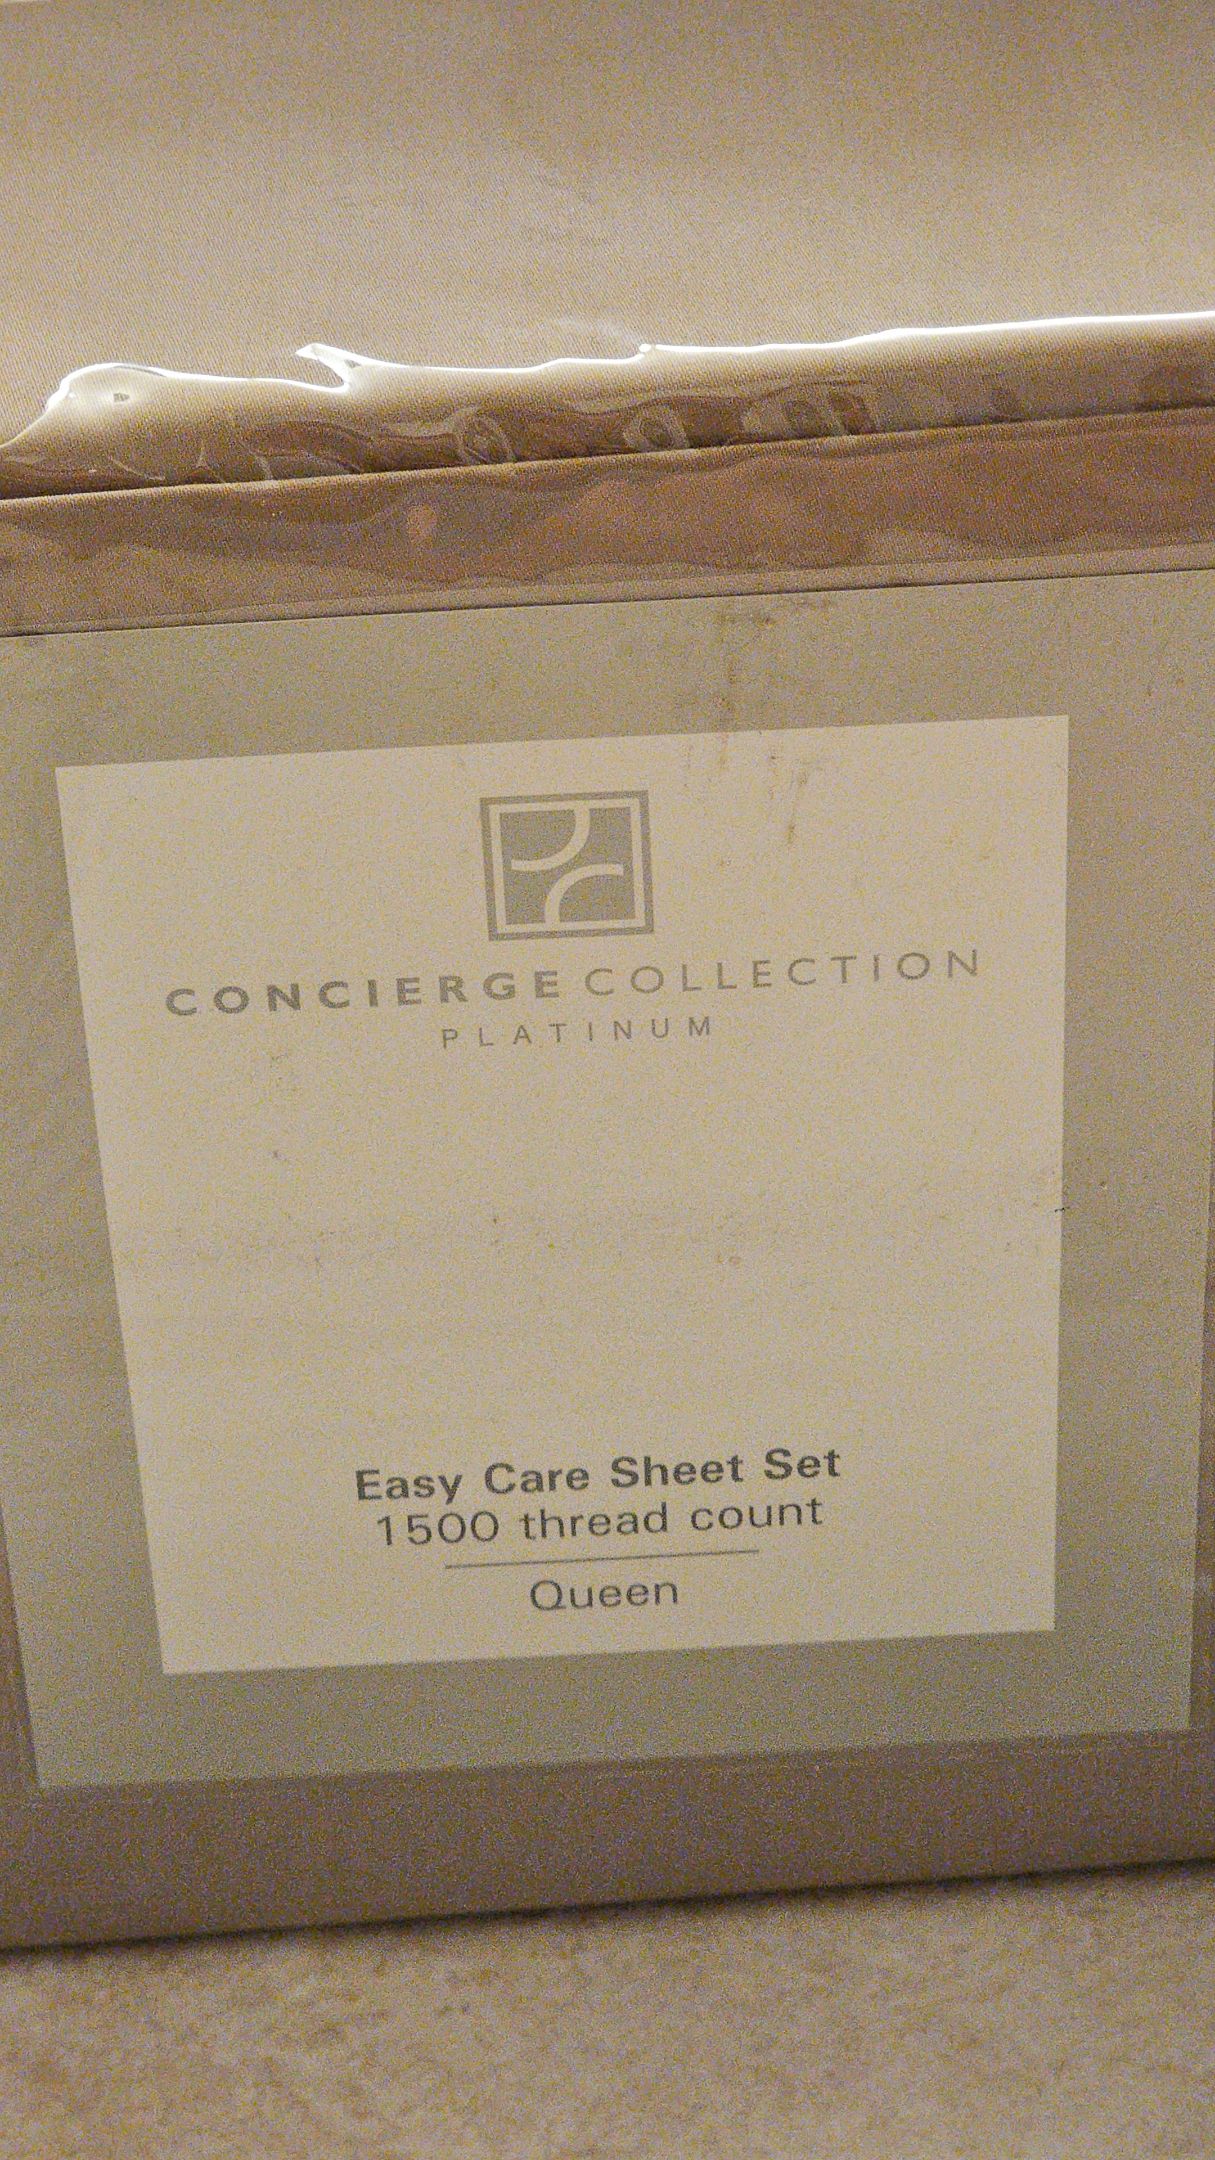 CONCIERGE COLLECTION
PLATINUM
Easy Care Sheet Set
1500 thread count
Queen